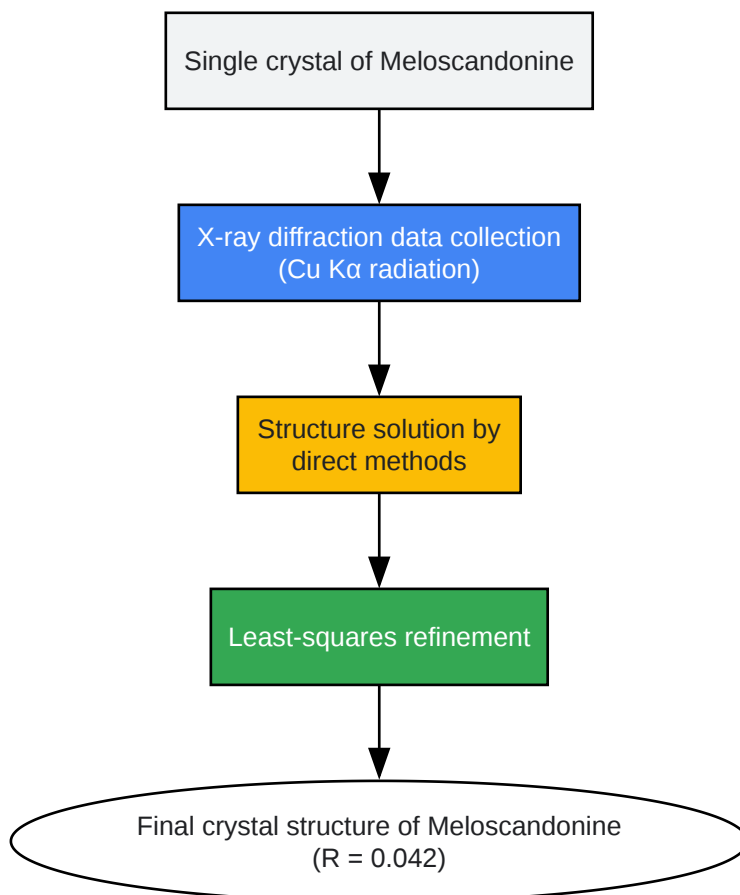 Single crystal of Meloscandonine
X-ray diffraction data collection
(Cu Kα radiation)
Structure solution by
direct methods
Least-squares refinement
Final crystal structure of Meloscandonine
(R = 0.042)